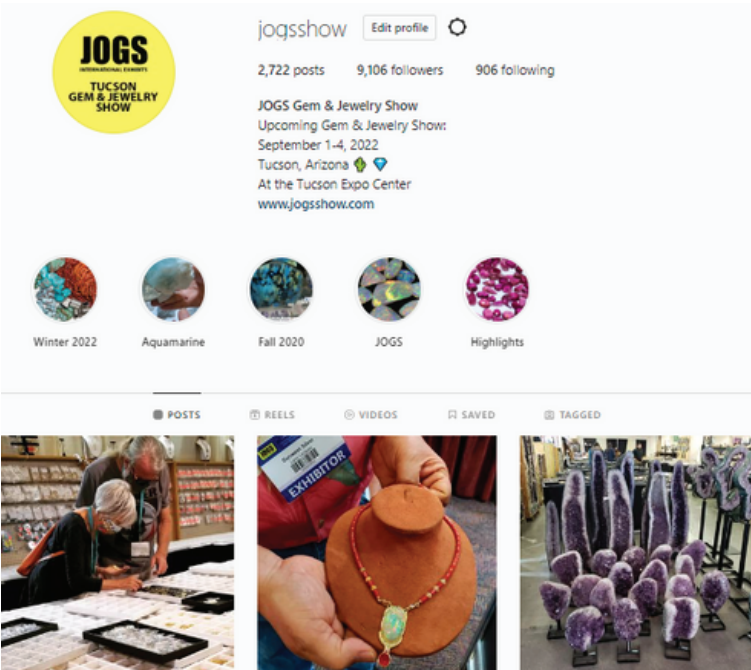 JOGS
INTERNATIONAL EXHIBITS
TUCSON
GEM & JEWELRY
SHOW
jogsshow Edit profile
2,722 posts 9,106 followers 906 following
JOGS Gem & Jewelry Show
Upcoming Gem & Jewelry Show:
September 1-4, 2022
Tucson, Arizona
At the Tucson Expo Center
www.jogsshow.com
Winter 2022 Aquamarine Fall 2020 JOGS Highlights
POSTS REELS VIDEOS SAVED TAGGED
JOGS
EXHIBITOR